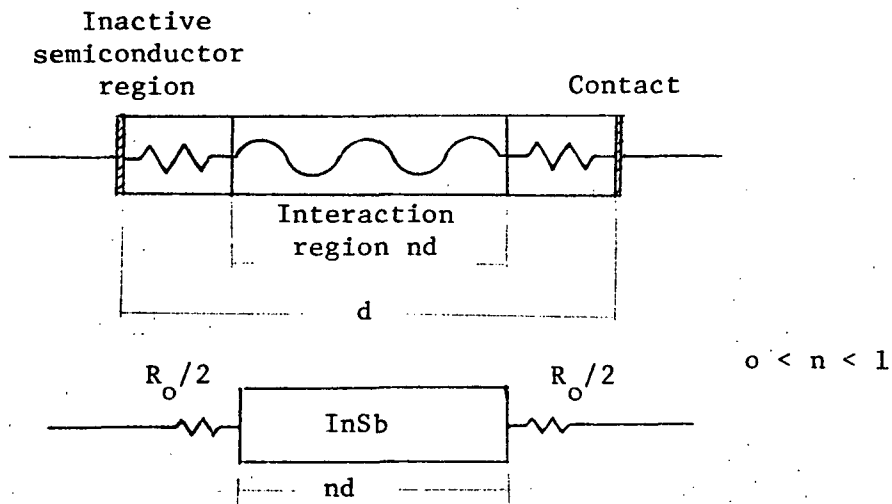 Inactive
semiconductor
region
Contact
Interaction
region nd
d
R_o/2
R_o/2
o < n < 1
InSb
nd